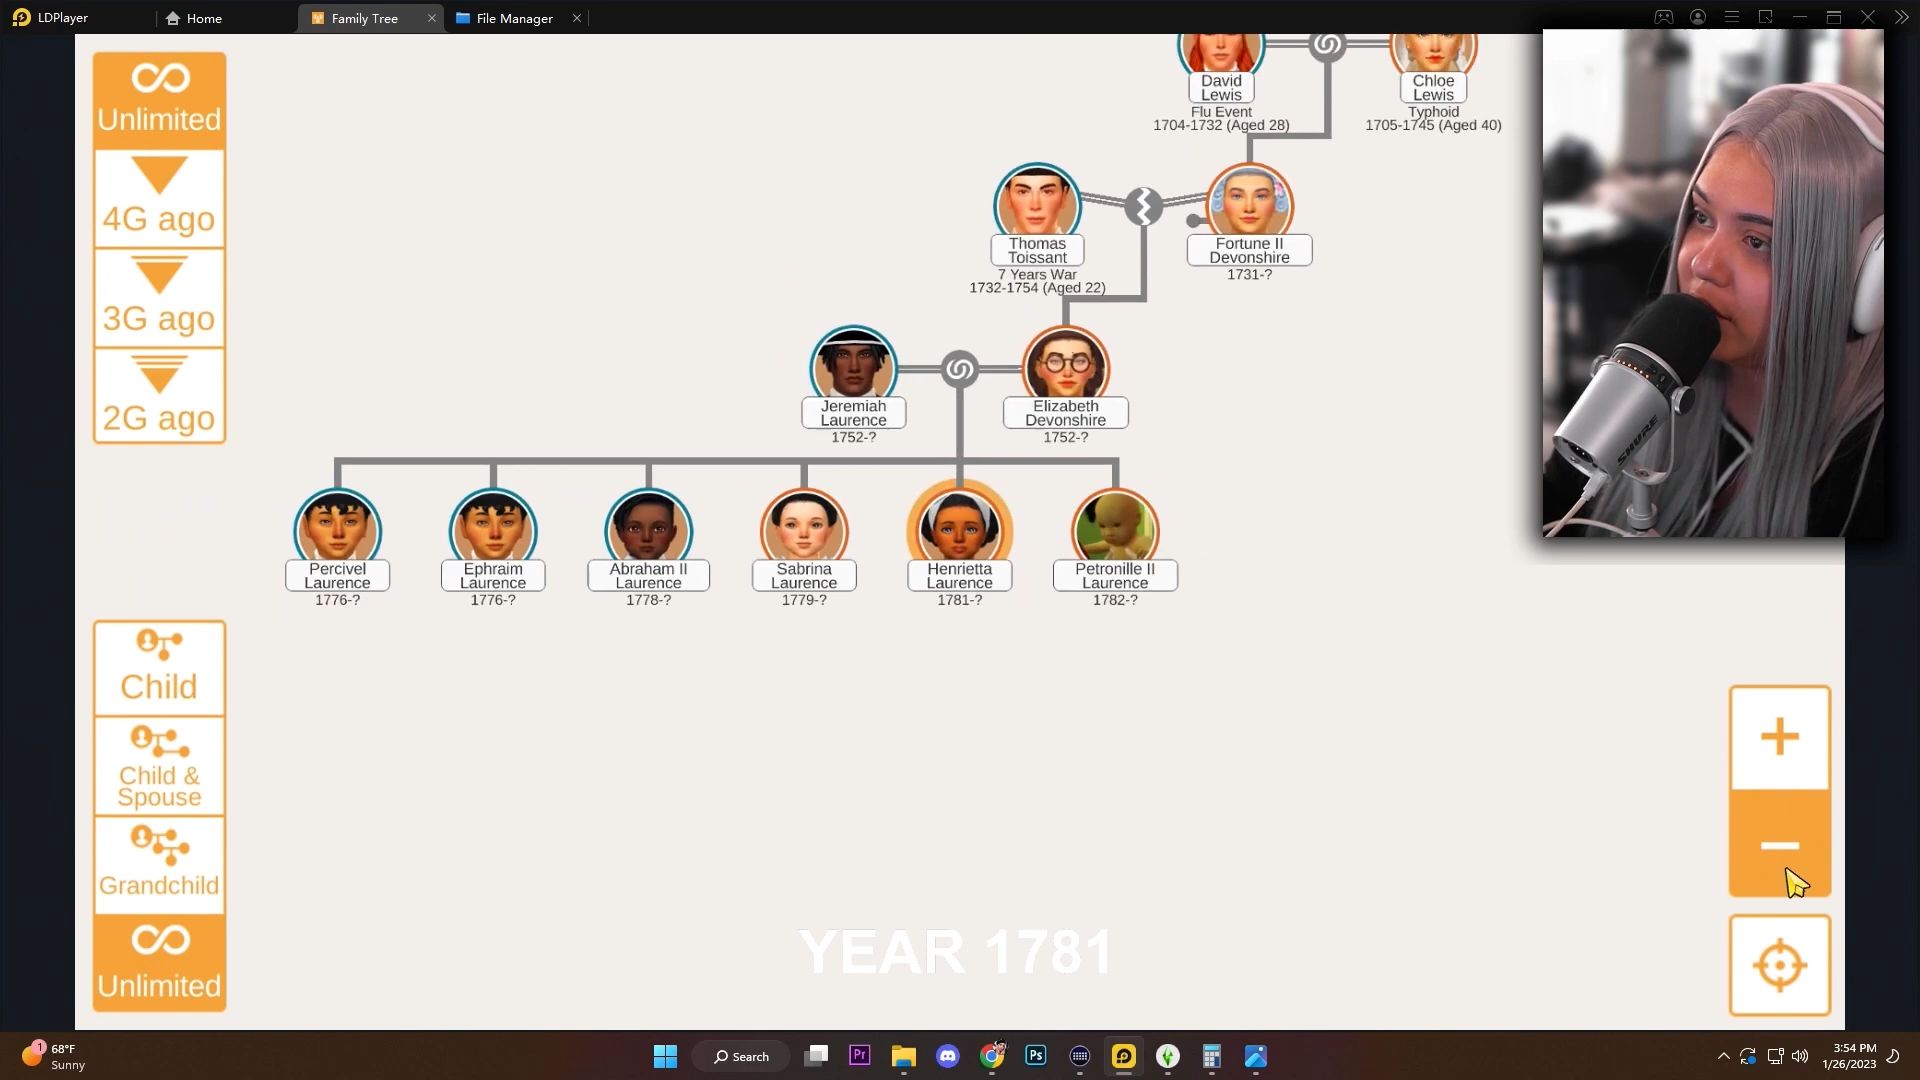 LDPlayer
Home
Family Tree
File Manager
Unlimited
4G ago
3G ago
2G ago
David
Lewis
Flu Event
1704-1732 (Aged 28)
Chloe
Lewis
Typhoid
1705-1745 (Aged 40)
Thomas
Toissant
7 Years War
1732-1754 (Aged 22)
Fortune II
Devonshire
1731-?
Jeremiah
Laurence
1752-?
Elizabeth
Devonshire
1752-?
Percivel
Laurence
1776-?
Ephraim
Laurence
1776-?
Abraham II
Laurence
1778-?
Sabrina
Laurence
1779-?
Henrietta
Laurence
1781-?
Petronille II
Laurence
1782-?
Child
Child &
Spouse
Grandchild
Unlimited
SHURE
YEAR 1781
1
68°F
Sunny
Search
Pr
Ps
3:54 PM
1/26/2023